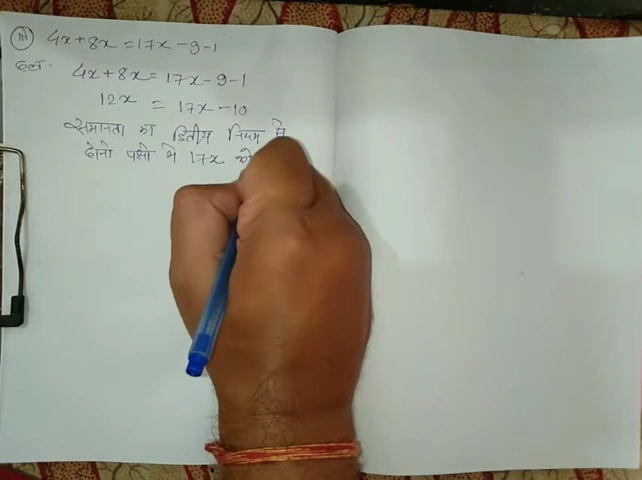 (iii) 4x+8x=17x-9-1
हल- 4x+8x=17x-9-1
12x = 17x-10
समानता का द्वितीय नियम से
दोनो पक्षो मे 17x को